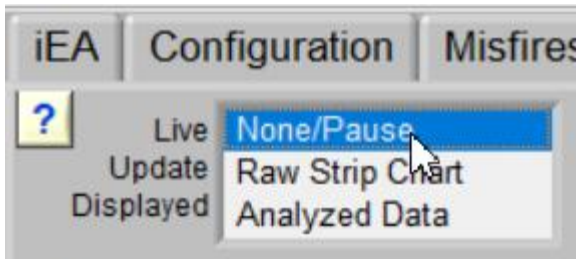 iEA Configuration Misfires
? Live None/Pause
Update Raw Strip Chart
Displayed Analyzed Data